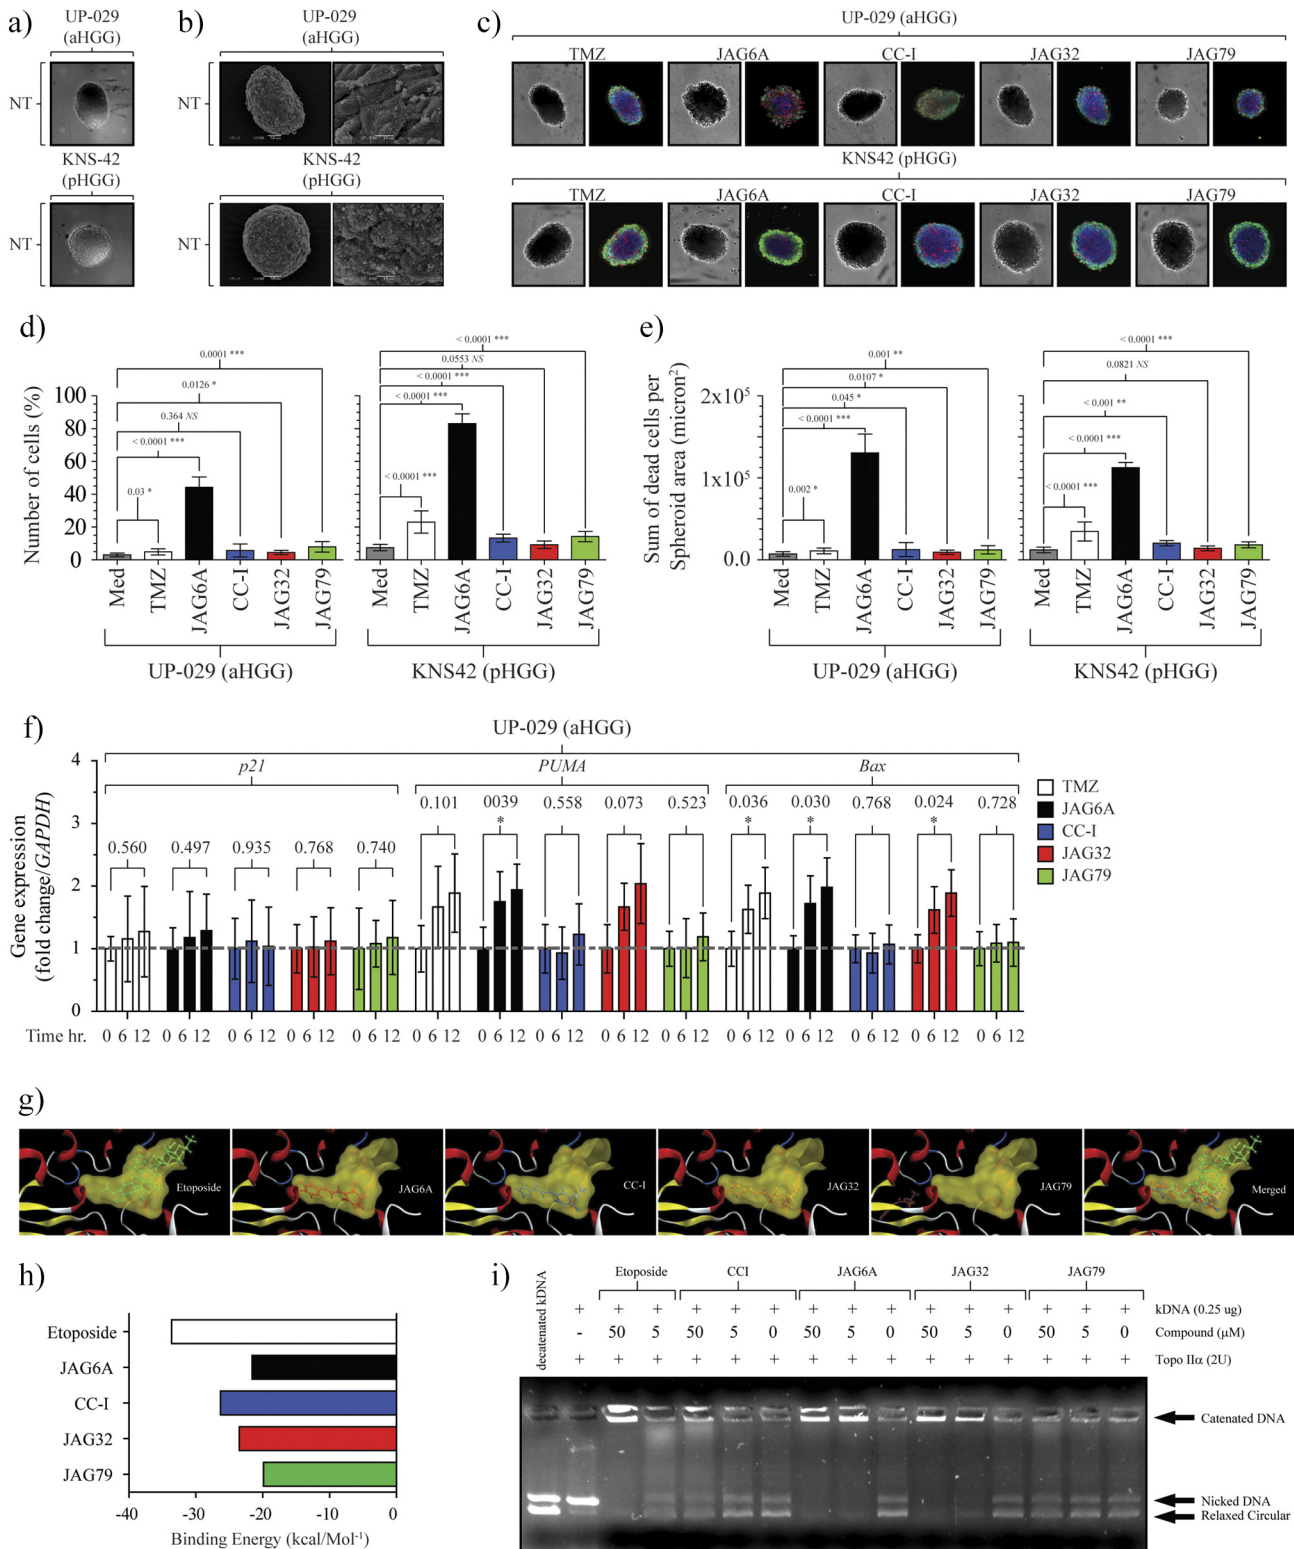 a)
UP-029
(aHGG)
NT
KNS-42
(pHGG)
NT
b)
UP-029
(aHGG)
NT
KNS-42
(pHGG)
NT
c)
UP-029 (aHGG)
TMZ JAG6A CC-I JAG32 JAG79
KNS42 (pHGG)
TMZ JAG6A CC-I JAG32 JAG79
d)
Number of cells (%)
100
80
60
40
20
0
0.0001 ***
0.0126 *
0.364 NS
< 0.0001 ***
0.03 *
Med TMZ JAG6A CC-I JAG32 JAG79
UP-029 (aHGG)
< 0.0001 ***
0.0553 NS
< 0.0001 ***
< 0.0001 ***
< 0.0001 ***
Med TMZ JAG6A CC-I JAG32 JAG79
KNS42 (pHGG)
e)
Sum of dead cells per
Spheroid area (micron²)
2x10⁵
1x10⁵
0.0
0.001 **
0.0107 *
0.045 *
< 0.0001 ***
0.002 *
Med TMZ JAG6A CC-I JAG32 JAG79
UP-029 (aHGG)
< 0.0001 ***
0.0821 NS
< 0.001 **
<0.0001 ***
< 0.0001 ***
Med TMZ JAG6A CC-I JAG32 JAG79
KNS42 (pHGG)
f)
UP-029 (aHGG)
Gene expression
(fold change/GAPDH)
4
3
2
1
0
p21 PUMA Bax
0.560 0.497 0.935 0.768 0.740
0.101 0039 0.558 0.073 0.523
0.036 0.030 0.768 0.024 0.728
* * * *
TMZ
JAG6A
CC-I
JAG32
JAG79
Time hr. 0 6 12 0 6 12 0 6 12 0 6 12 0 6 12 0 6 12 0 6 12 0 6 12 0 6 12 0 6 12 0 6 12 0 6 12 0 6 12 0 6 12 0 6 12
g)
Etoposide JAG6A CC-I JAG32 JAG79 Merged
h)
Etoposide
JAG6A
CC-I
JAG32
JAG79
-40 -30 -20 -10 0
Binding Energy (kcal/Mol⁻¹)
i)
decatenated kDNA
Etoposide CCI JAG6A JAG32 JAG79
+ + + + + + + + + + + + + + + kDNA (0.25 ug)
- 50 5 50 5 0 50 5 0 50 5 0 50 5 0 Compound (μM)
+ + + + + + + + + + + + + + + Topo IIα (2U)
Catenated DNA
Nicked DNA
Relaxed Circular